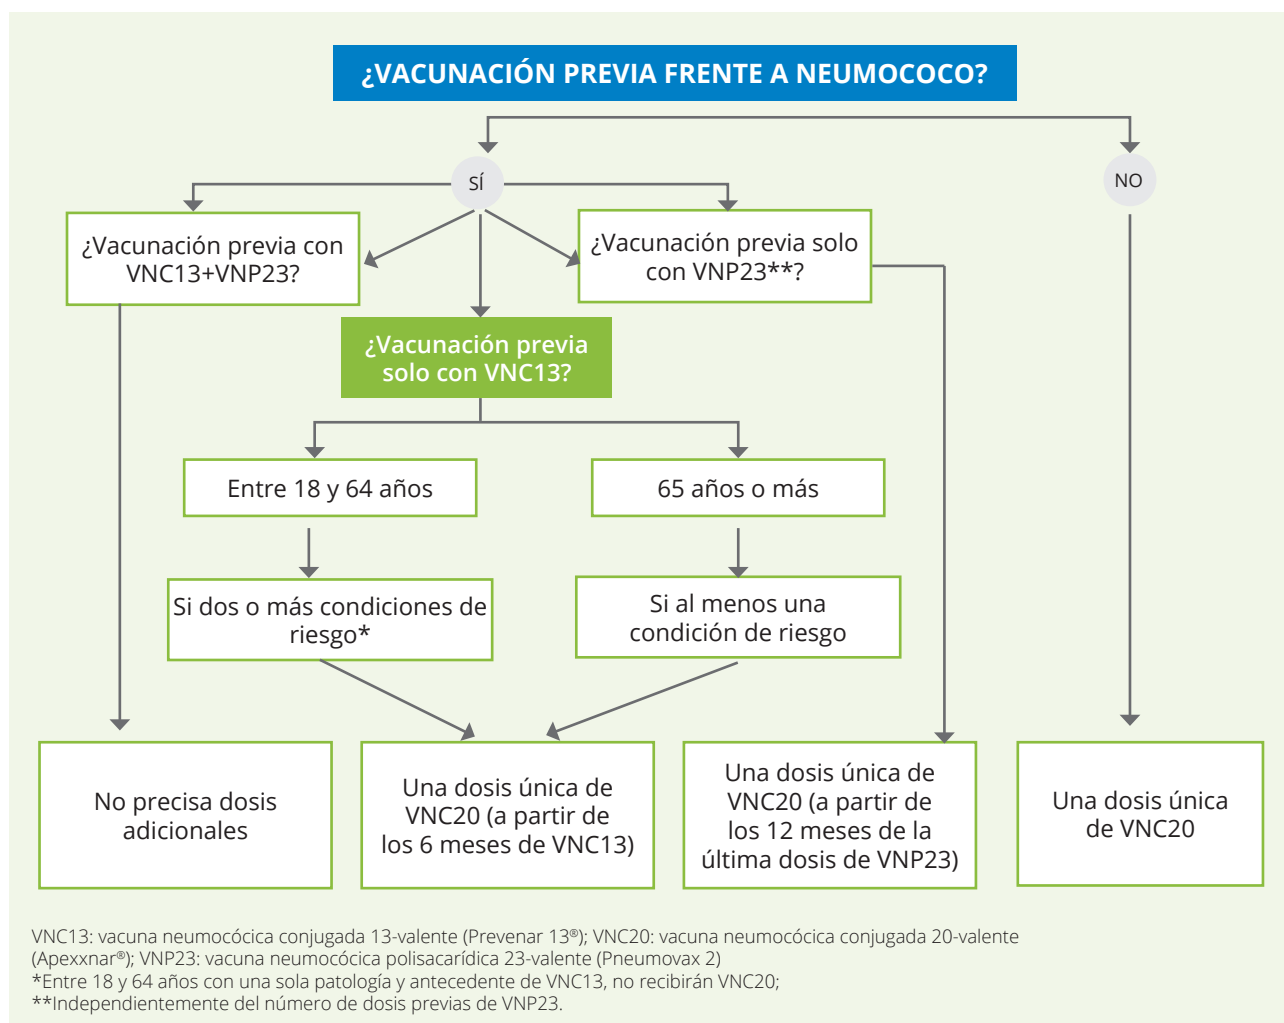 ¿VACUNACIÓN PREVIA FRENTE A NEUMOCOCO?
SÍ
NO
¿Vacunación previa con
VNC13+VNP23?
¿Vacunación previa solo
con VNP23**?
¿Vacunación previa
solo con VNC13?
Entre 18 y 64 años
65 años o más
Si dos o más condiciones de
riesgo*
Si al menos una
condición de riesgo
No precisa dosis
adicionales
Una dosis única de
VNC20 (a partir de
los 6 meses de VNC13)
Una dosis única de
VNC20 (a partir de
los 12 meses de la
última dosis de VNP23)
Una dosis única
de VNC20
VNC13: vacuna neumocócica conjugada 13-valente (Prevenar 13®); VNC20: vacuna neumocócica conjugada 20-valente
(Apexxnar®); VNP23: vacuna neumocócica polisacarídica 23-valente (Pneumovax 2)
*Entre 18 y 64 años con una sola patología y antecedente de VNC13, no recibirán VNC20;
**Independientemente del número de dosis previas de VNP23.